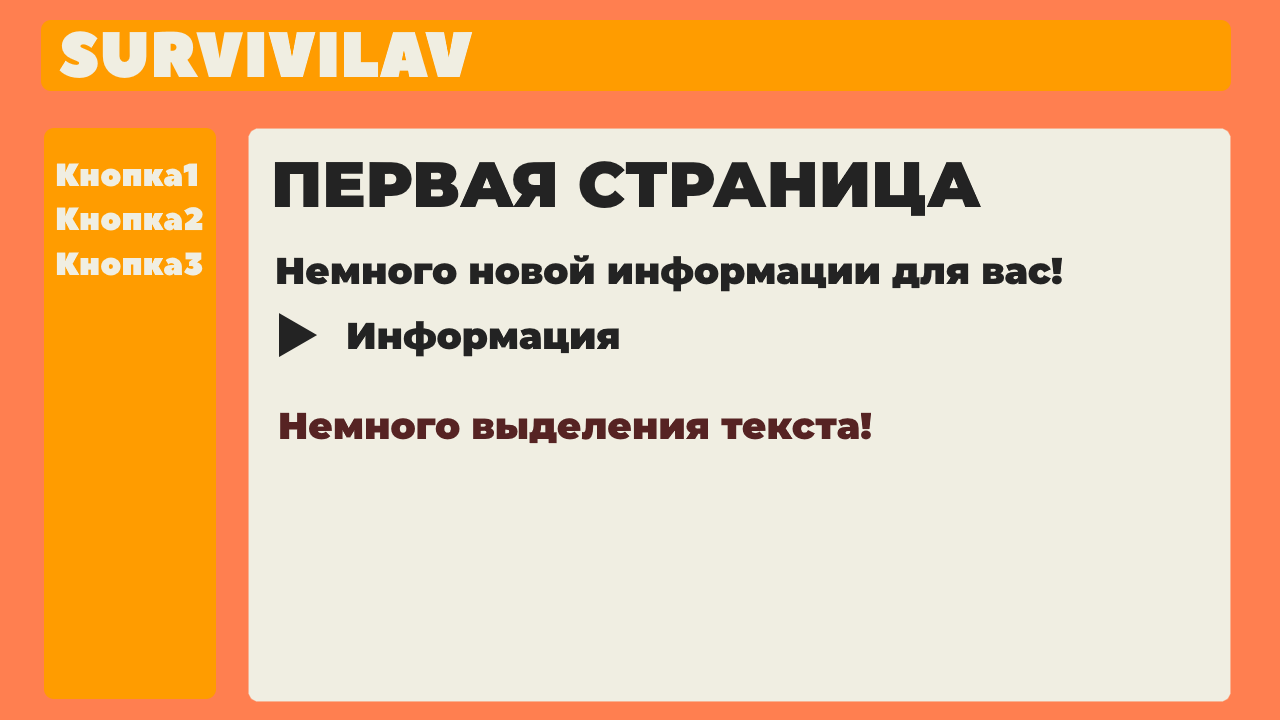 SURVIVILAV
Кнопка1
Кнопка2
Кнопка3
ПЕРВАЯ СТРАНИЦА
Немного новой информации для вас!
Информация
Немного выделения текста!